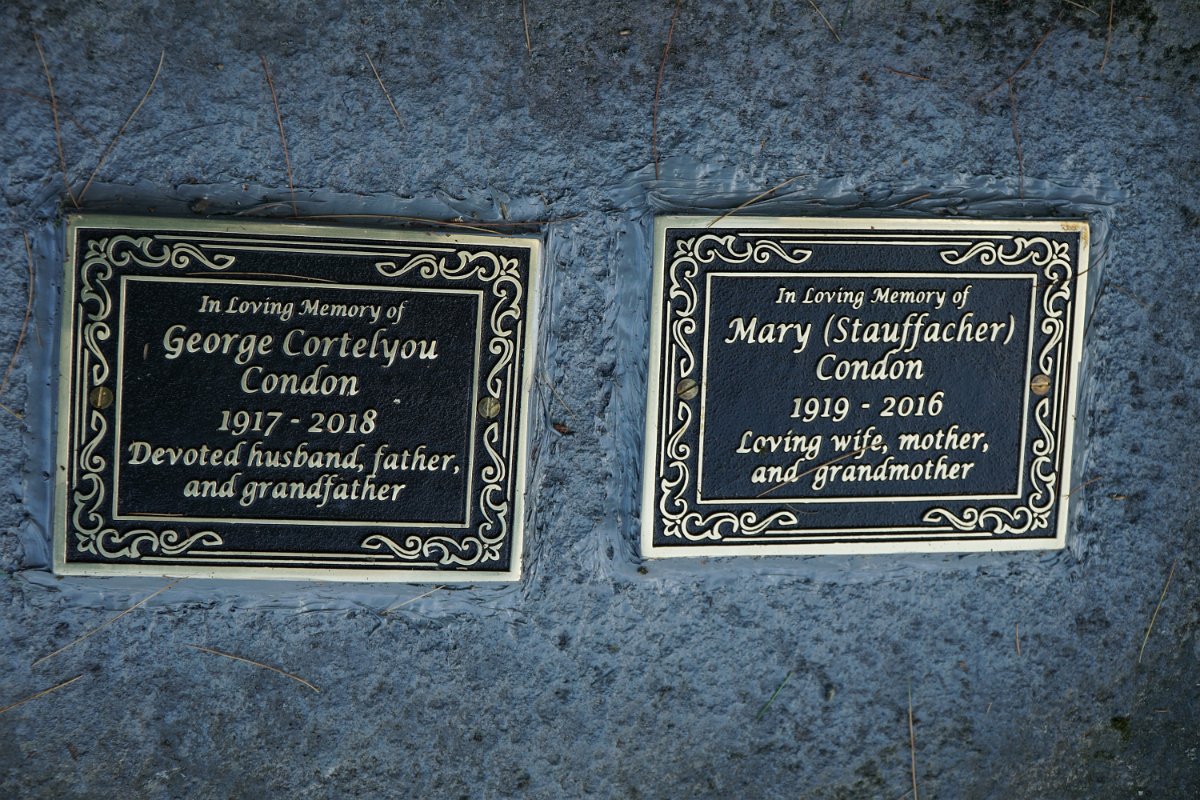 In Loving Memory of
George Cortelyou
Condon
1917 - 2018
Devoted husband, father,
and grandfather
In Loving Memory of
Mary (Stauffacher)
Condon
1919 - 2016
Loving wife, mother,
and grandmother